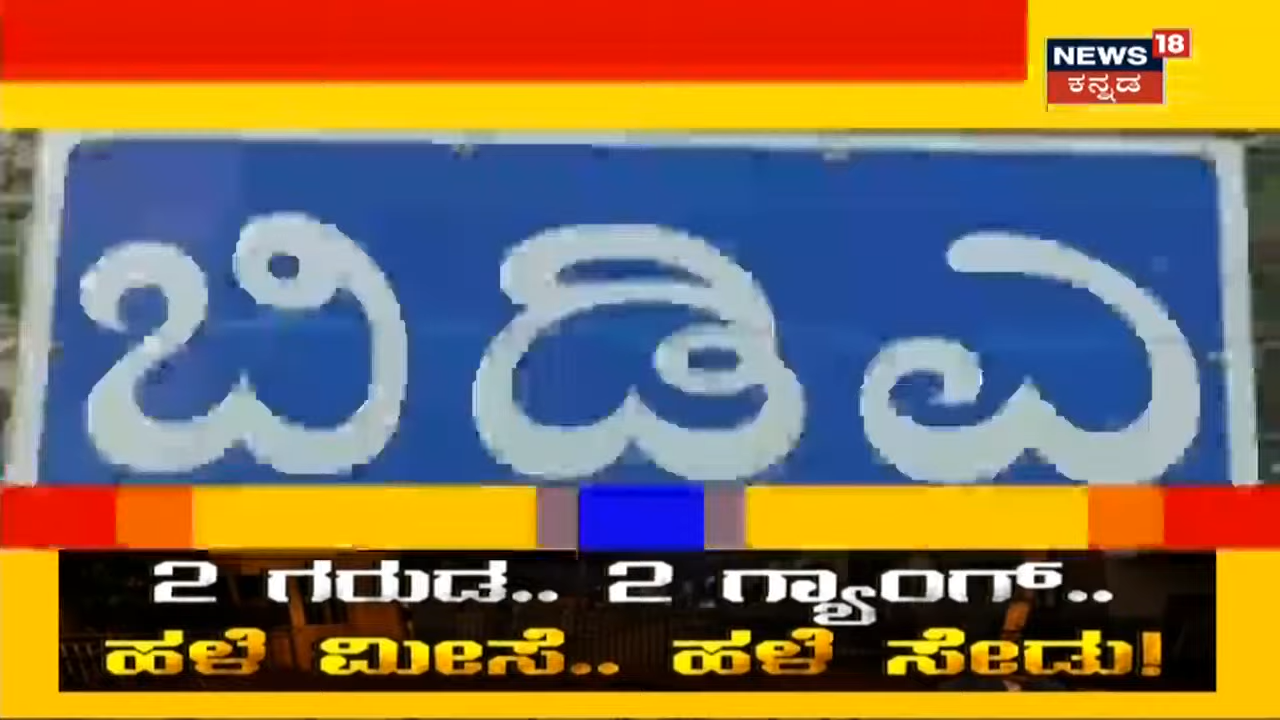 NEWS 18
ಕನ್ನಡ
ಬಿಡಿಎ
2 ಗರುಡ.. 2 ಗ್ಯಾಂಗ್..
ಹಳೆ ಮೀಸೆ.. ಹಳೆ ಸೇಡು!